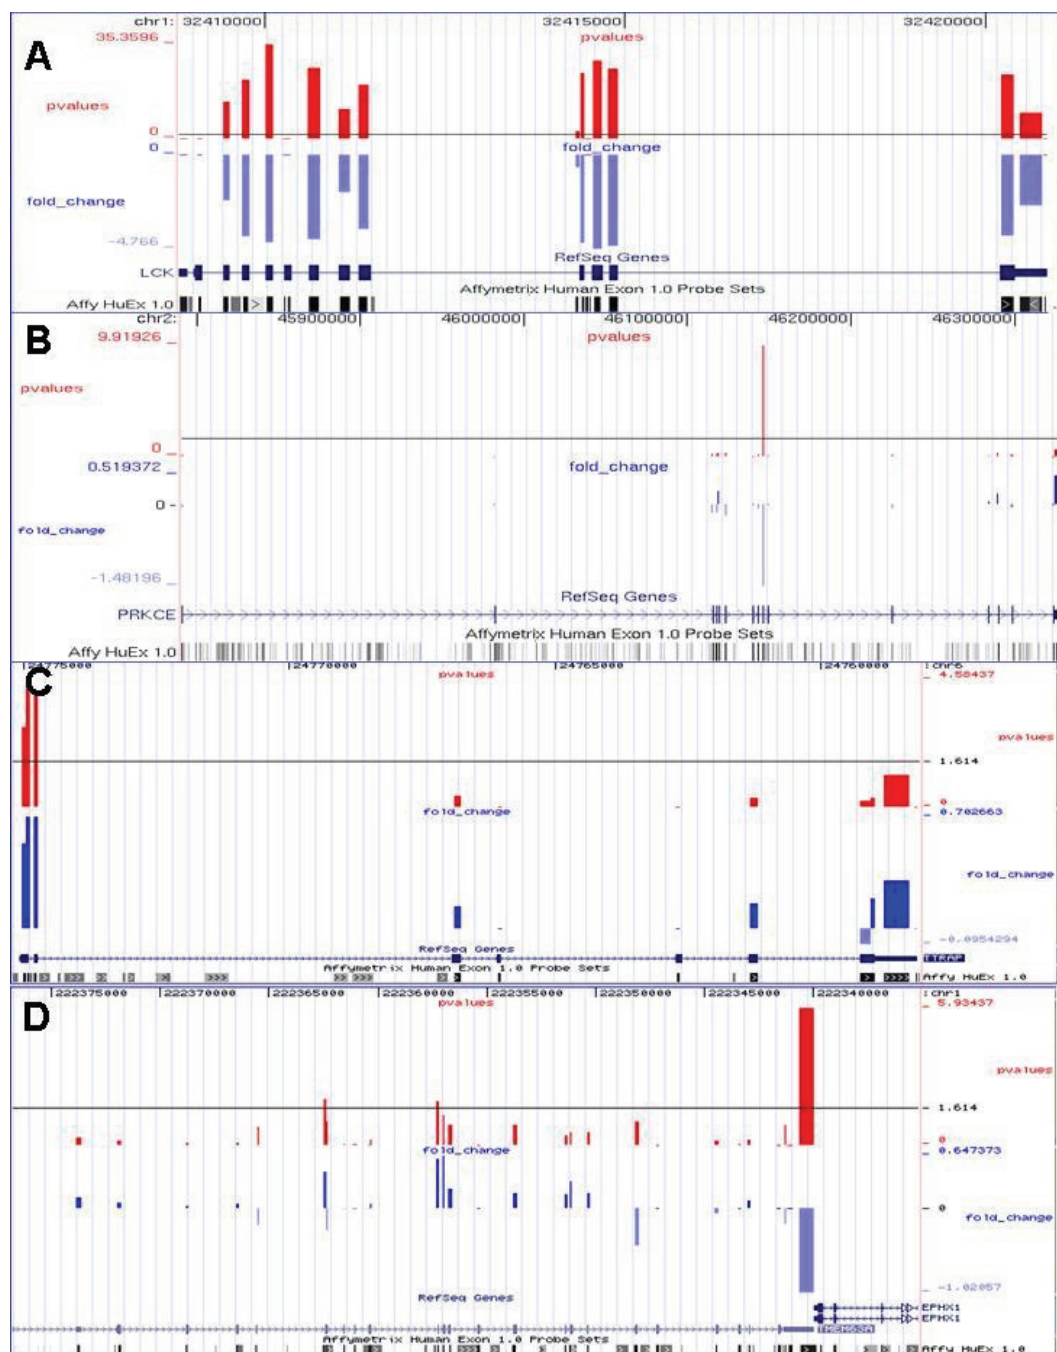 chr1: 32410000 32415000 32420000
A
35.3596
pvalues
pvalues
0
0
fold_change
fold_change
-4.766
RefSeq Genes
LCK
Affymetrix Human Exon 1.0 Probe Sets
Affy HuEx 1.0
chr2: 45900000 46000000 46100000 46200000 46300000
B
9.91926
pvalues
pvalues
0
0.519372
fold_change
0
fold_change
-1.48196
RefSeq Genes
PRKCE
Affymetrix Human Exon 1.0 Probe Sets
Affy HuEx 1.0
24775000 24770000 24765000 24760000 :chr6
C
pvalues
4.58437
pvalues
1.614
0
fold_change
0.702663
fold_change
-0.0954294
RefSeq Genes
TTRAP
Affymetrix Human Exon 1.0 Probe Sets
Affy HuEx 1.0
222375000 222370000 222365000 222360000 222355000 222350000 222345000 222340000 :chr1
D
pvalues
5.93437
pvalues
1.614
0
fold_change
0.647373
0
fold_change
-1.02057
RefSeq Genes
EPHX1
EPHX1
TMEM63A
Affymetrix Human Exon 1.0 Probe Sets
Affy HuEx 1.0